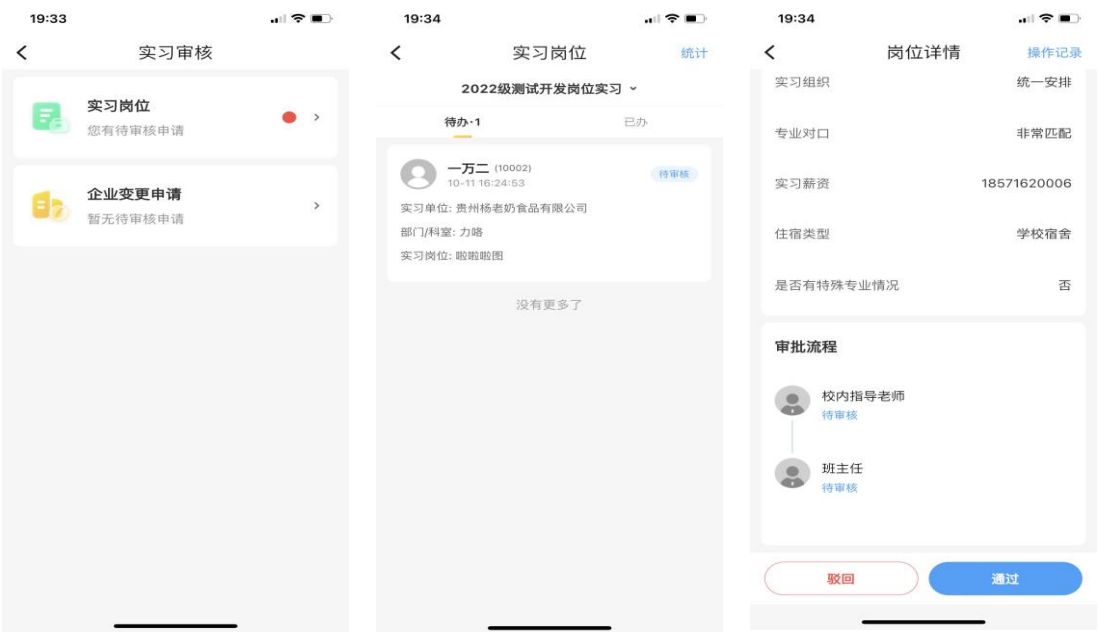 19:33
实习审核
实习岗位
您有待审核申请
企业变更申请
暂无待审核申请
19:34
实习岗位
统计
2022级测试开发岗位实习
待办·1
已办
一万二 (10002)
待审核
10-11 16:24:53
实习单位: 贵州杨老奶食品有限公司
部门/科室: 力咯
实习岗位: 啦啦啦图
没有更多了
19:34
岗位详情
操作记录
实习组织 统一安排
专业对口 非常匹配
实习薪资 18571620006
住宿类型 学校宿舍
是否有特殊专业情况 否
审批流程
校内指导老师
待审核
班主任
待审核
驳回
通过